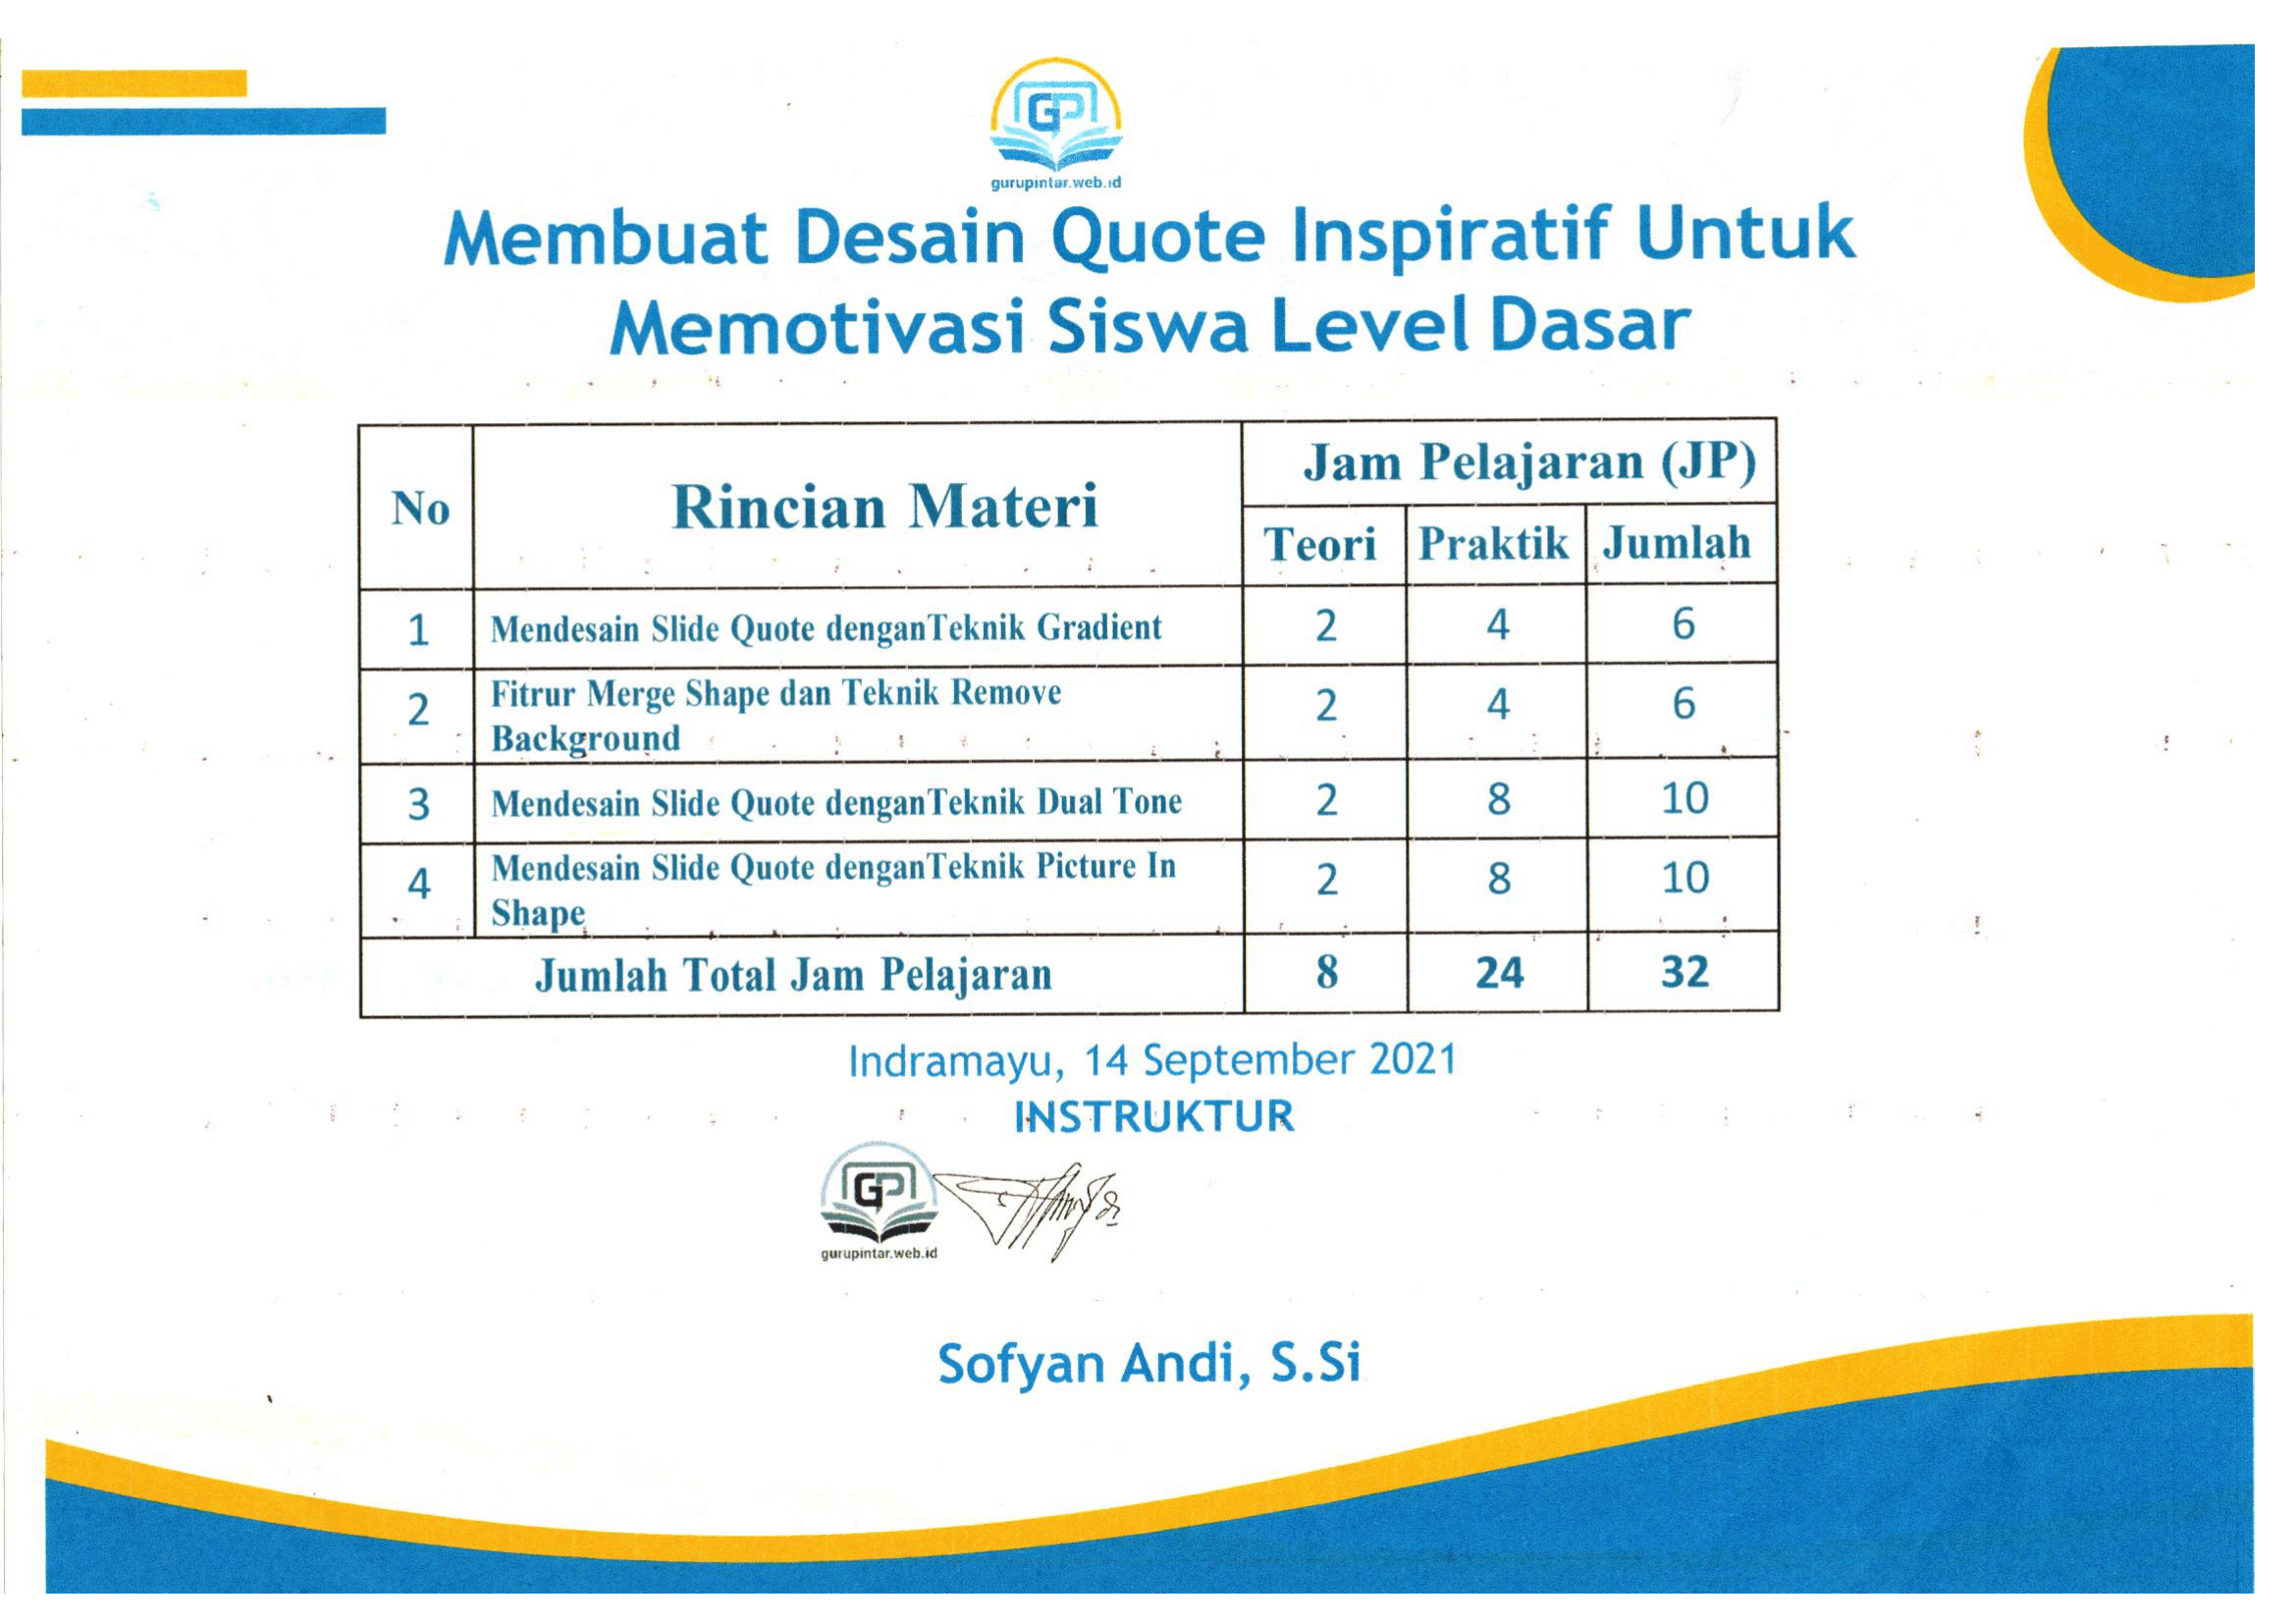 gurupintar.web.id
Membuat Desain Quote Inspiratif Untuk
Memotivasi Siswa Level Dasar
No
Rincian Materi
Jam Pelajaran (JP)
Teori Praktik Jumlah
1 Mendesain Slide Quote denganTeknik Gradient 2 4 6
2 Fitrur Merge Shape dan Teknik Remove
Background 2 4 6
3 Mendesain Slide Quote denganTeknik Dual Tone 2 8 10
4 Mendesain Slide Quote denganTeknik Picture In
Shape 2 8 10
Jumlah Total Jam Pelajaran 8 24 32
Indramayu, 14 September 2021
INSTRUKTUR
gurupintar.web.id
Sofyan Andi, S.Si